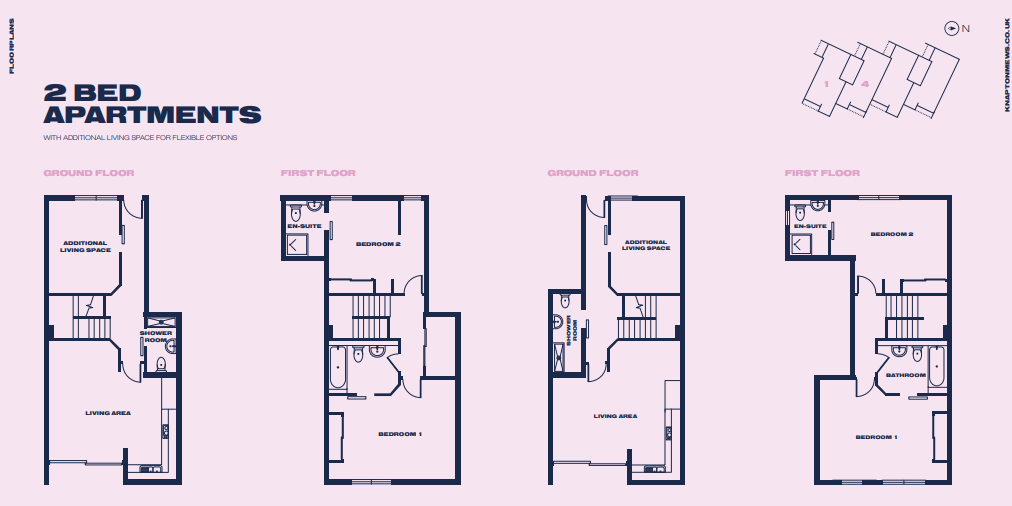 FLOORPLANS
KNAPTONMEWS.CO.UK
N
1
4
2 BED
APARTMENTS
WITH ADDITIONAL LIVING SPACE FOR FLEXIBLE OPTIONS
GROUND FLOOR
ADDITIONAL
LIVING SPACE
SHOWER
ROOM
LIVING AREA
FIRST FLOOR
EN-SUITE
BEDROOM 2
BEDROOM 1
GROUND FLOOR
ADDITIONAL
LIVING SPACE
SHOWER
ROOM
LIVING AREA
FIRST FLOOR
EN-SUITE
BEDROOM 2
BATHROOM
BEDROOM 1